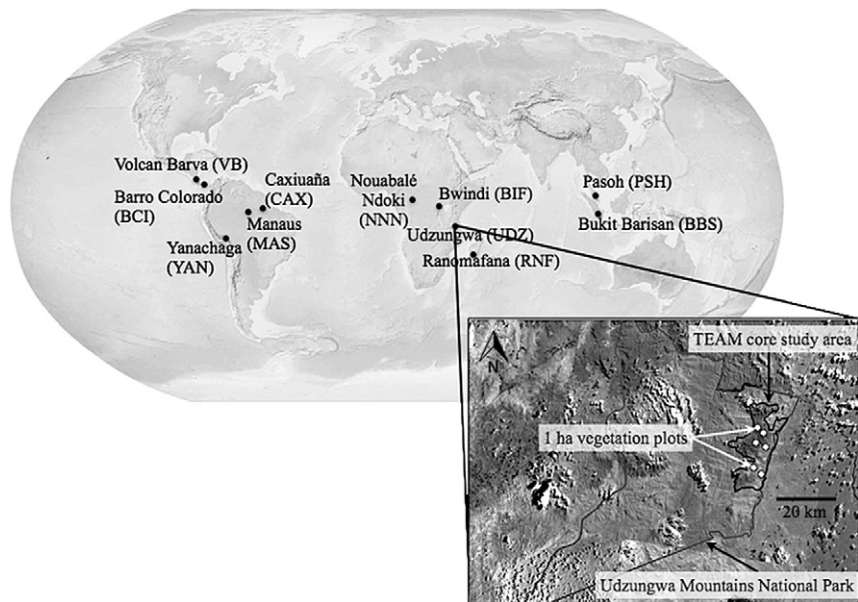 Volcan Barva (VB)
Barro Colorado
(BCI)
Caxiuaña
(CAX)
Manaus
(MAS)
Yanachaga
(YAN)
Nouabalé
Ndoki
(NNN)
Bwindi (BIF)
Udzungwa (UDZ)
Ranomafana (RNF)
Pasoh (PSH)
Bukit Barisan (BBS)
TEAM core study area
N
1 ha vegetation plots
20 km
Udzungwa Mountains National Park